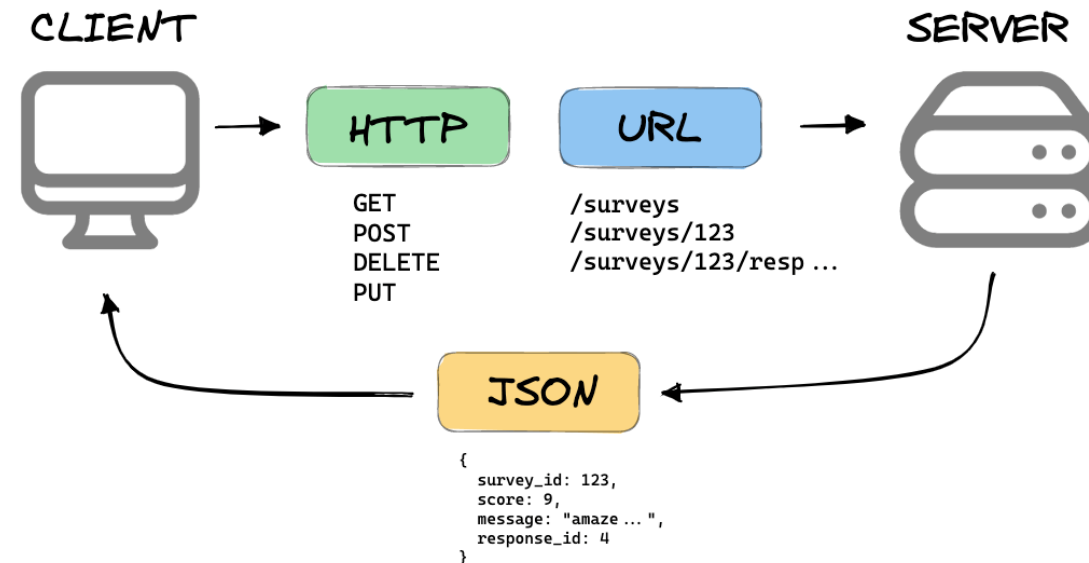 CLIENT
SERVER
HTTP
URL
GET
POST
DELETE
PUT
/surveys
/surveys/123
/surveys/123/resp...
JSON
{
survey_id: 123,
score: 9,
message: "amaze...",
response_id: 4
}